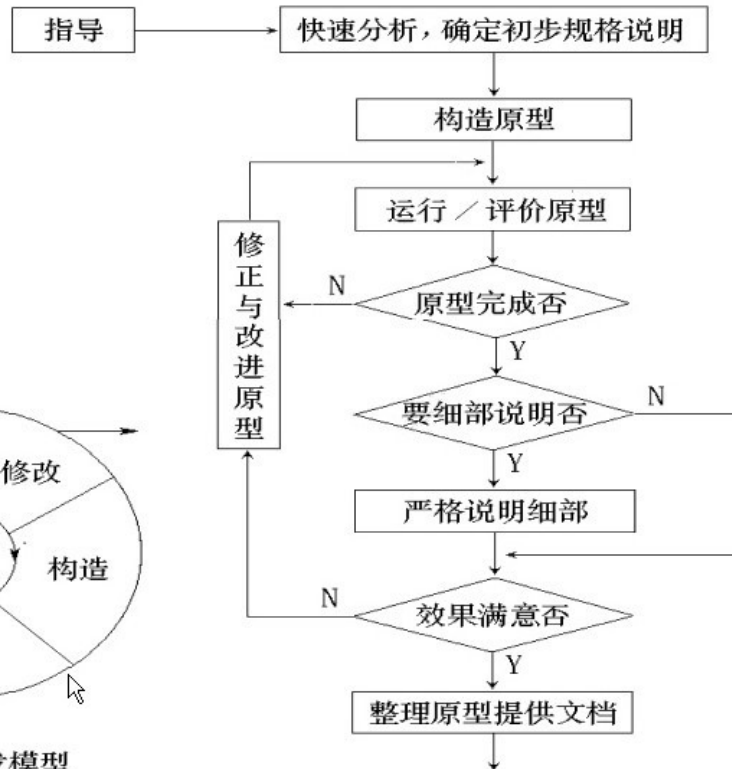 指导
快速分析，确定初步规格说明
构造原型
运行／评价原型
修正与改进原型
N
原型完成否
Y
要细部说明否
N
Y
严格说明细部
N
效果满意否
Y
整理原型提供文档
修改
构造
模型